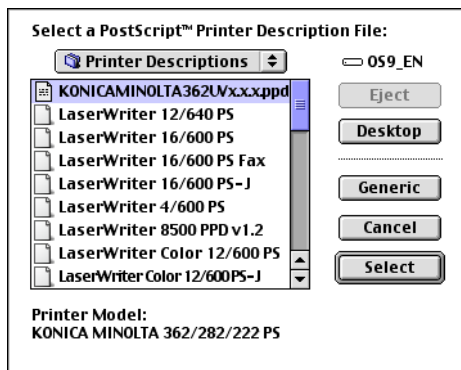 Select a PostScript™ Printer Description File:
Printer Descriptions
OS9_EN
KONICAMINOLTA362UVx.x.x.ppd
LaserWriter 12/640 PS
LaserWriter 16/600 PS
LaserWriter 16/600 PS Fax
LaserWriter 16/600 PS-J
LaserWriter 4/600 PS
LaserWriter 8500 PPD v1.2
LaserWriter Color 12/600 PS
LaserWriter Color 12/600PS-J
Eject
Desktop
Generic
Cancel
Select
Printer Model:
KONICA MINOLTA 362/282/222 PS